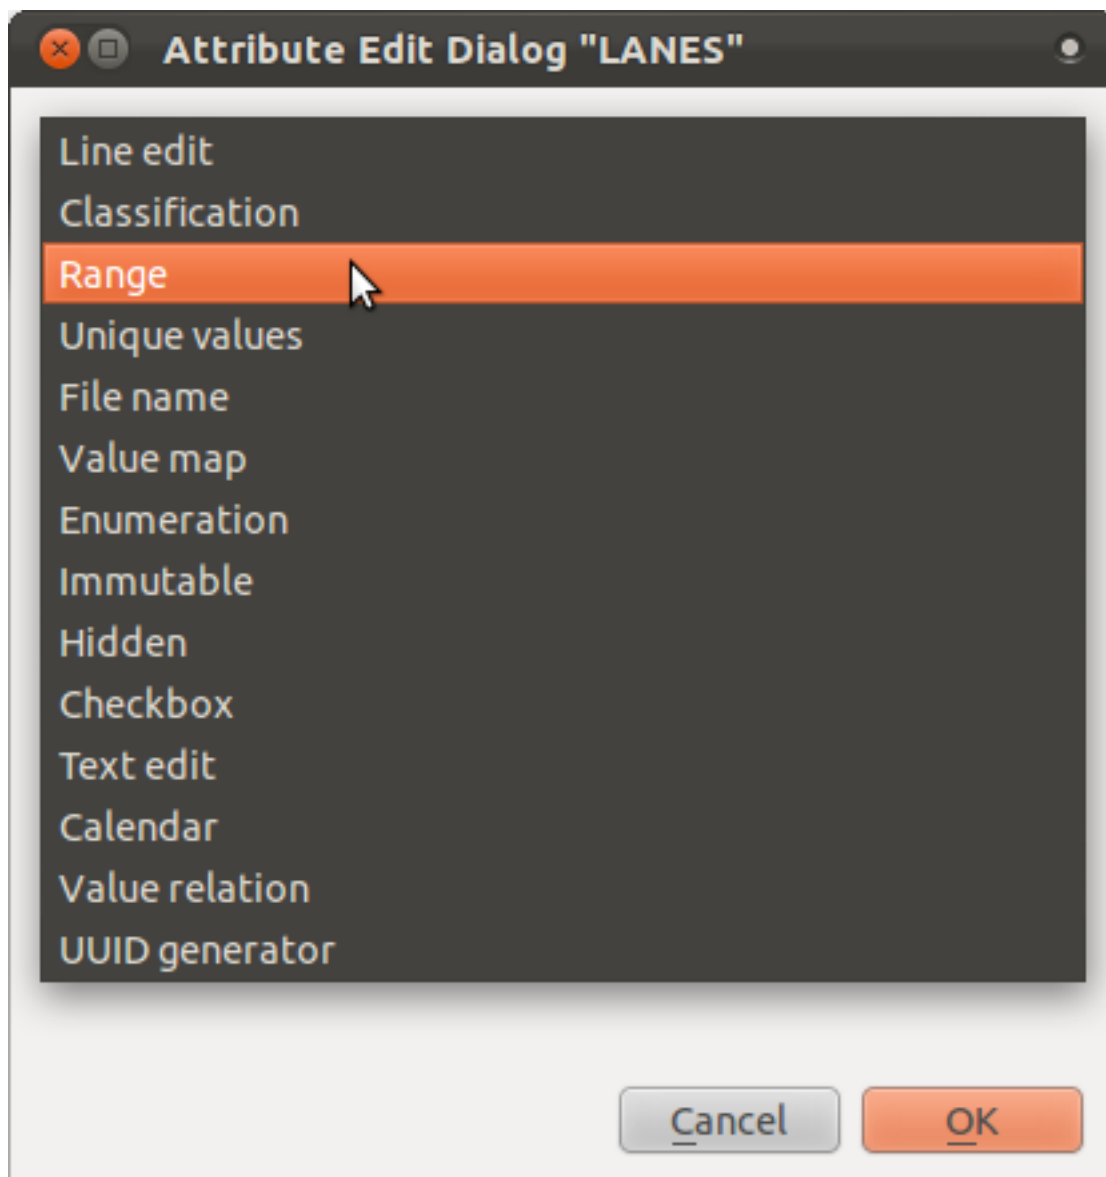 Attribute Edit Dialog "LANES"
Line edit
Classification
Range
Unique values
File name
Value map
Enumeration
Immutable
Hidden
Checkbox
Text edit
Calendar
Value relation
UUID generator
Cancel OK